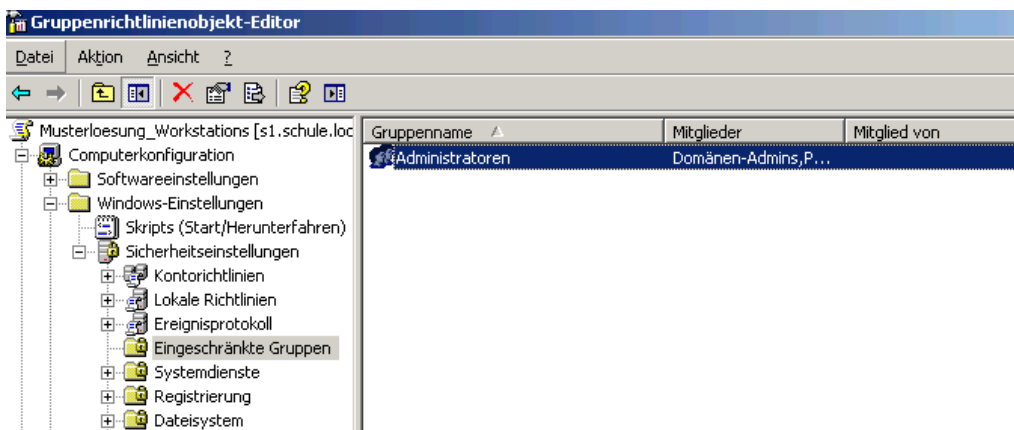 Gruppenrichtlinienobjekt-Editor
Datei Aktion Ansicht ?
Musterloesung_Workstations [s1.schule.loc
Computerkonfiguration
Softwareeinstellungen
Windows-Einstellungen
Skripts (Start/Herunterfahren)
Sicherheitseinstellungen
Kontorichtlinien
Lokale Richtlinien
Ereignisprotokoll
Eingeschränkte Gruppen
Systemdienste
Registrierung
Dateisystem
Gruppenname Mitglieder Mitglied von
Administratoren Domänen-Admins,P...